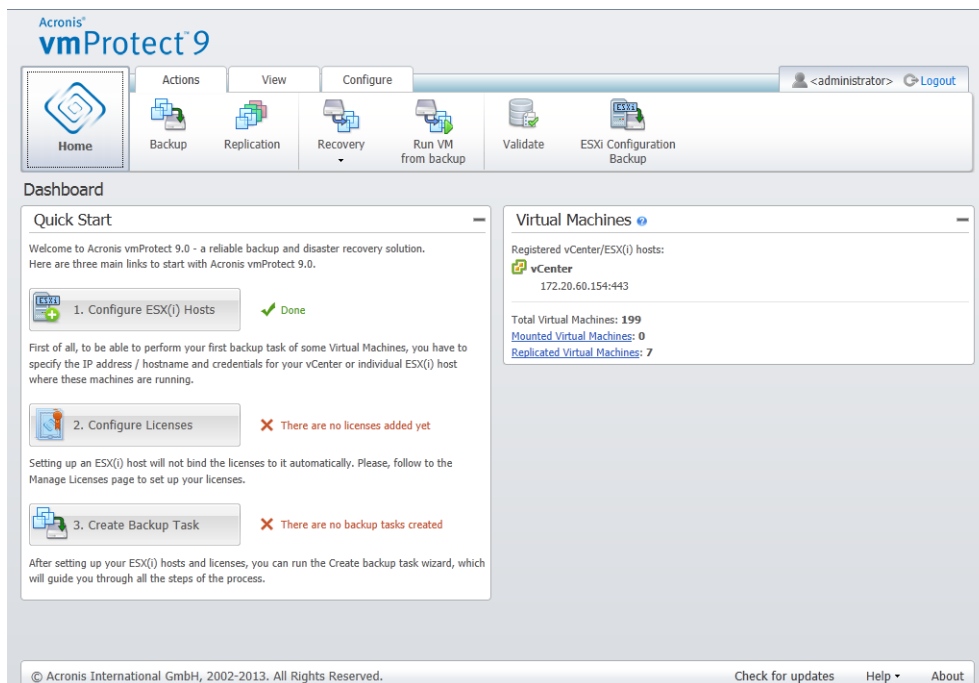 Acronis®
vmProtect™ 9
Actions
View
Configure
<administrator>
Logout
Home
Backup
Replication
Recovery
Run VM
from backup
Validate
ESXi Configuration
Backup
Dashboard
Quick Start
Welcome to Acronis vmProtect 9.0 - a reliable backup and disaster recovery solution.
Here are three main links to start with Acronis vmProtect 9.0.
1. Configure ESX(i) Hosts
Done
First of all, to be able to perform your first backup task of some Virtual Machines, you have to
specify the IP address / hostname and credentials for your vCenter or individual ESX(i) host
where these machines are running.
2. Configure Licenses
There are no licenses added yet
Setting up an ESX(i) host will not bind the licenses to it automatically. Please, follow to the
Manage Licenses page to set up your licenses.
3. Create Backup Task
There are no backup tasks created
After setting up your ESX(i) hosts and licenses, you can run the Create backup task wizard, which
will guide you through all the steps of the process.
Virtual Machines
Registered vCenter/ESX(i) hosts:
vCenter
172.20.60.154:443
Total Virtual Machines: 199
Mounted Virtual Machines: 0
Replicated Virtual Machines: 7
© Acronis International GmbH, 2002-2013. All Rights Reserved.
Check for updates
Help
About